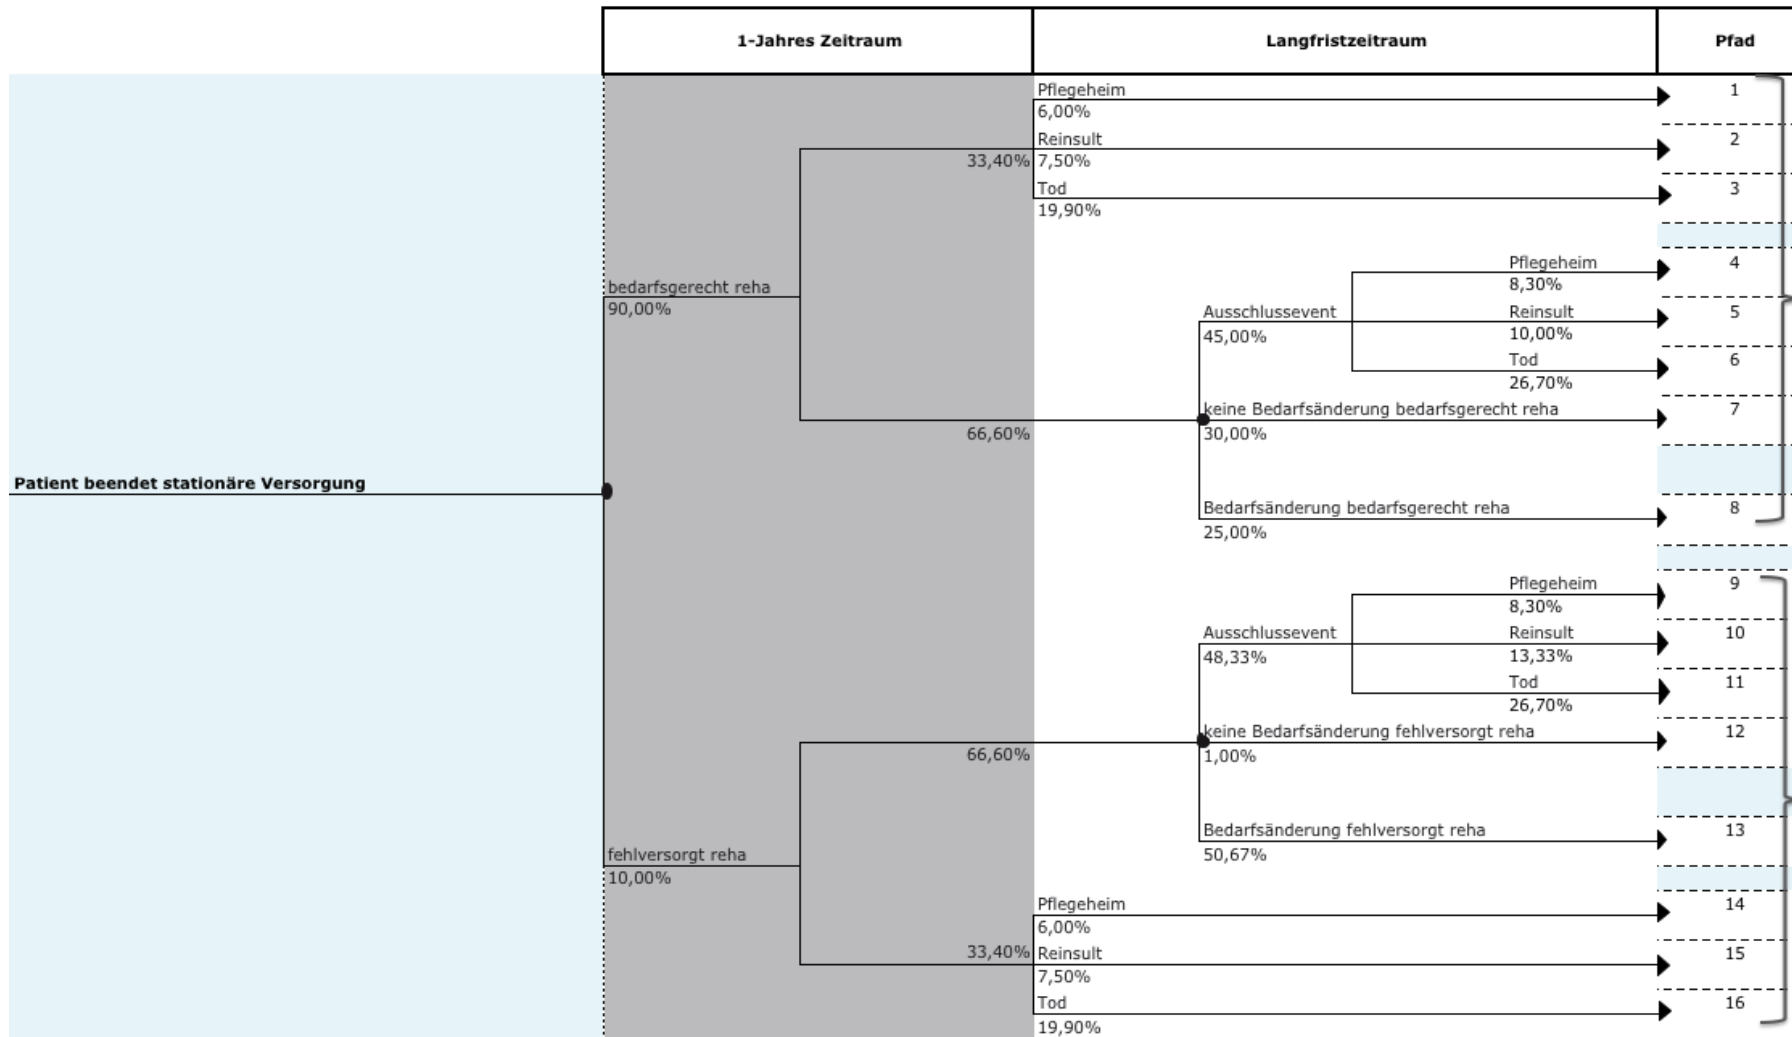 1-Jahres Zeitraum
Langfristzeitraum
Pfad
Pflegeheim
6,00%
1
Reinsult
33,40%
7,50%
2
Tod
19,90%
3
Pflegeheim
8,30%
4
bedarfsgerecht reha
90,00%
Ausschlussevent
45,00%
Reinsult
10,00%
5
Tod
26,70%
6
keine Bedarfsänderung bedarfsgerecht reha
66,60%
30,00%
7
Patient beendet stationäre Versorgung
Bedarfsänderung bedarfsgerecht reha
25,00%
8
Pflegeheim
8,30%
9
Ausschlussevent
48,33%
Reinsult
13,33%
10
Tod
26,70%
11
keine Bedarfsänderung fehlversorgt reha
66,60%
1,00%
12
Bedarfsänderung fehlversorgt reha
50,67%
13
fehlversorgt reha
10,00%
Pflegeheim
6,00%
14
33,40%
Reinsult
7,50%
15
Tod
19,90%
16